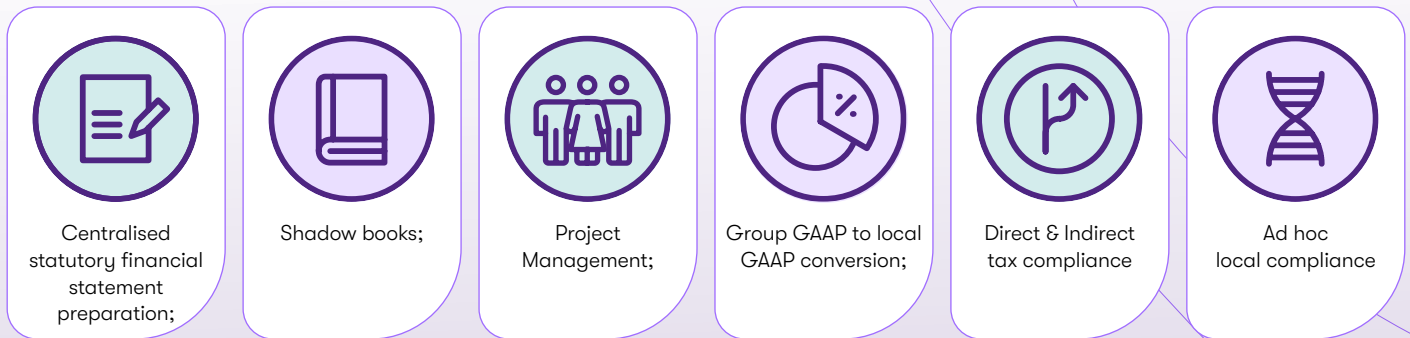 Centralised
statutory financial
statement
preparation;
Shadow books;
Project
Management;
%
Group GAAP to local
GAAP conversion;
Direct & Indirect
tax compliance
Ad hoc
local compliance